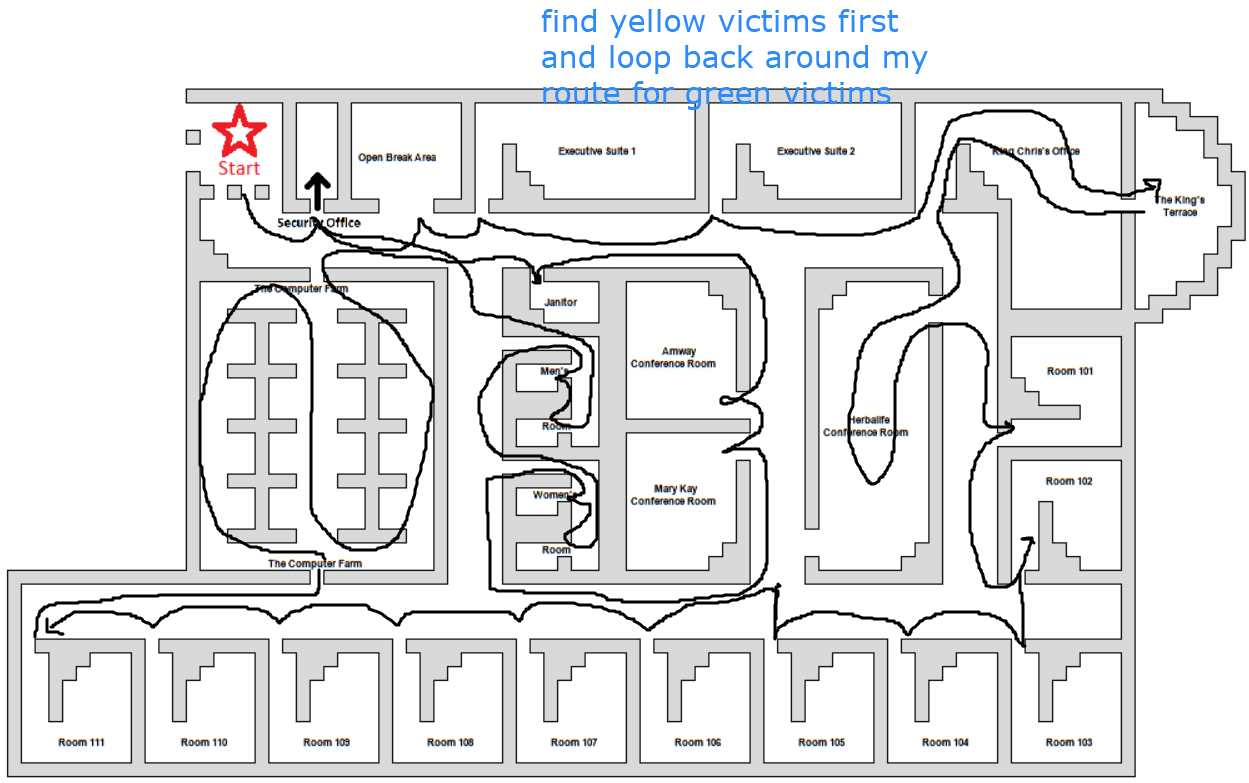 find yellow victims first
and loop back around my
route for green victims
Start
Open Break Area
Executive Suite 1
Executive Suite 2
King Chris's Office
The King's
Terrace
Security Office
The Computer Farm
Janitor
Amway
Conference Room
Men's
Room
Herbalife
Conference Room
Room 101
Room 102
Mary Kay
Conference Room
Women's
Room
The Computer Farm
Room 111
Room 110
Room 109
Room 108
Room 107
Room 106
Room 105
Room 104
Room 103